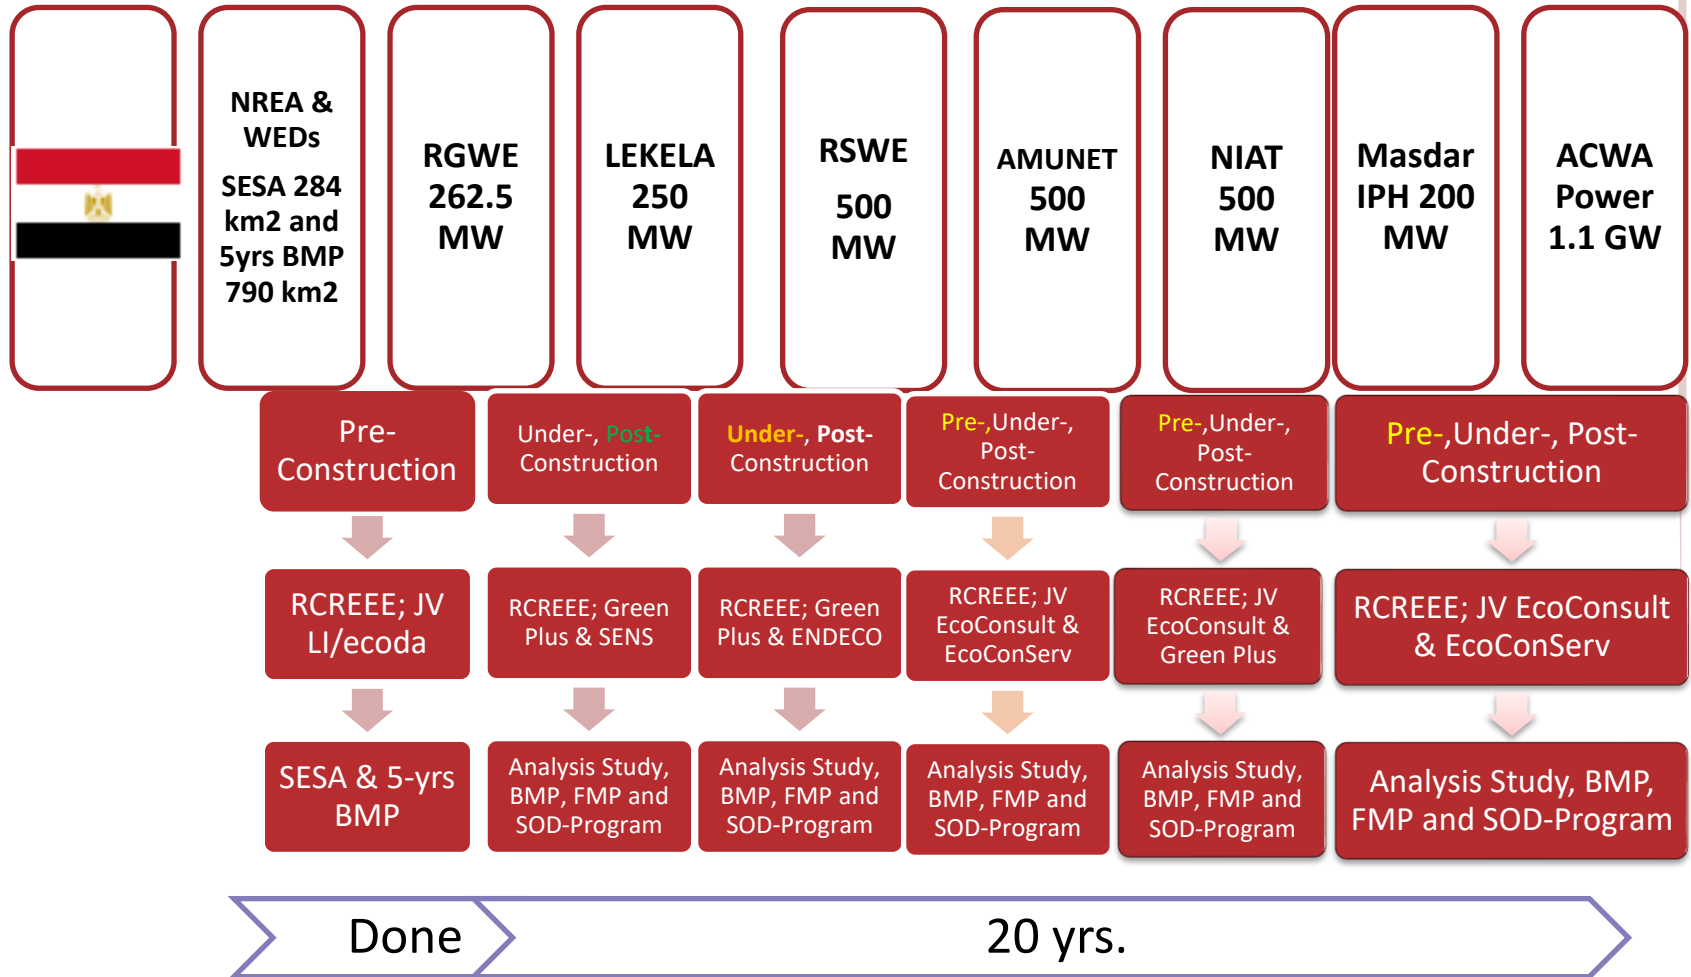 NREA &
WEDs
SESA 284
km2 and
5yrs BMP
790 km2
RGWE
262.5
MW
LEKELA
250
MW
RSWE
500
MW
AMUNET
500
MW
NIAT
500
MW
Masdar
IPH 200
MW
ACWA
Power
1.1 GW
Pre-
Construction
Under-, Post-
Construction
Under-, Post-
Construction
Pre-,Under-,
Post-
Construction
Pre-,Under-,
Post-
Construction
Pre-,Under-, Post-
Construction
RCREEE; JV
LI/ecoda
RCREEE; Green
Plus & SENS
RCREEE; Green
Plus & ENDECO
RCREEE; JV
EcoConsult &
EcoConServ
RCREEE; JV
EcoConsult &
Green Plus
RCREEE; JV EcoConsult
& EcoConServ
SESA & 5-yrs
BMP
Analysis Study,
BMP, FMP and
SOD-Program
Analysis Study,
BMP, FMP and
SOD-Program
Analysis Study,
BMP, FMP and
SOD-Program
Analysis Study,
BMP, FMP and
SOD-Program
Analysis Study, BMP,
FMP and SOD-Program
Done
20 yrs.